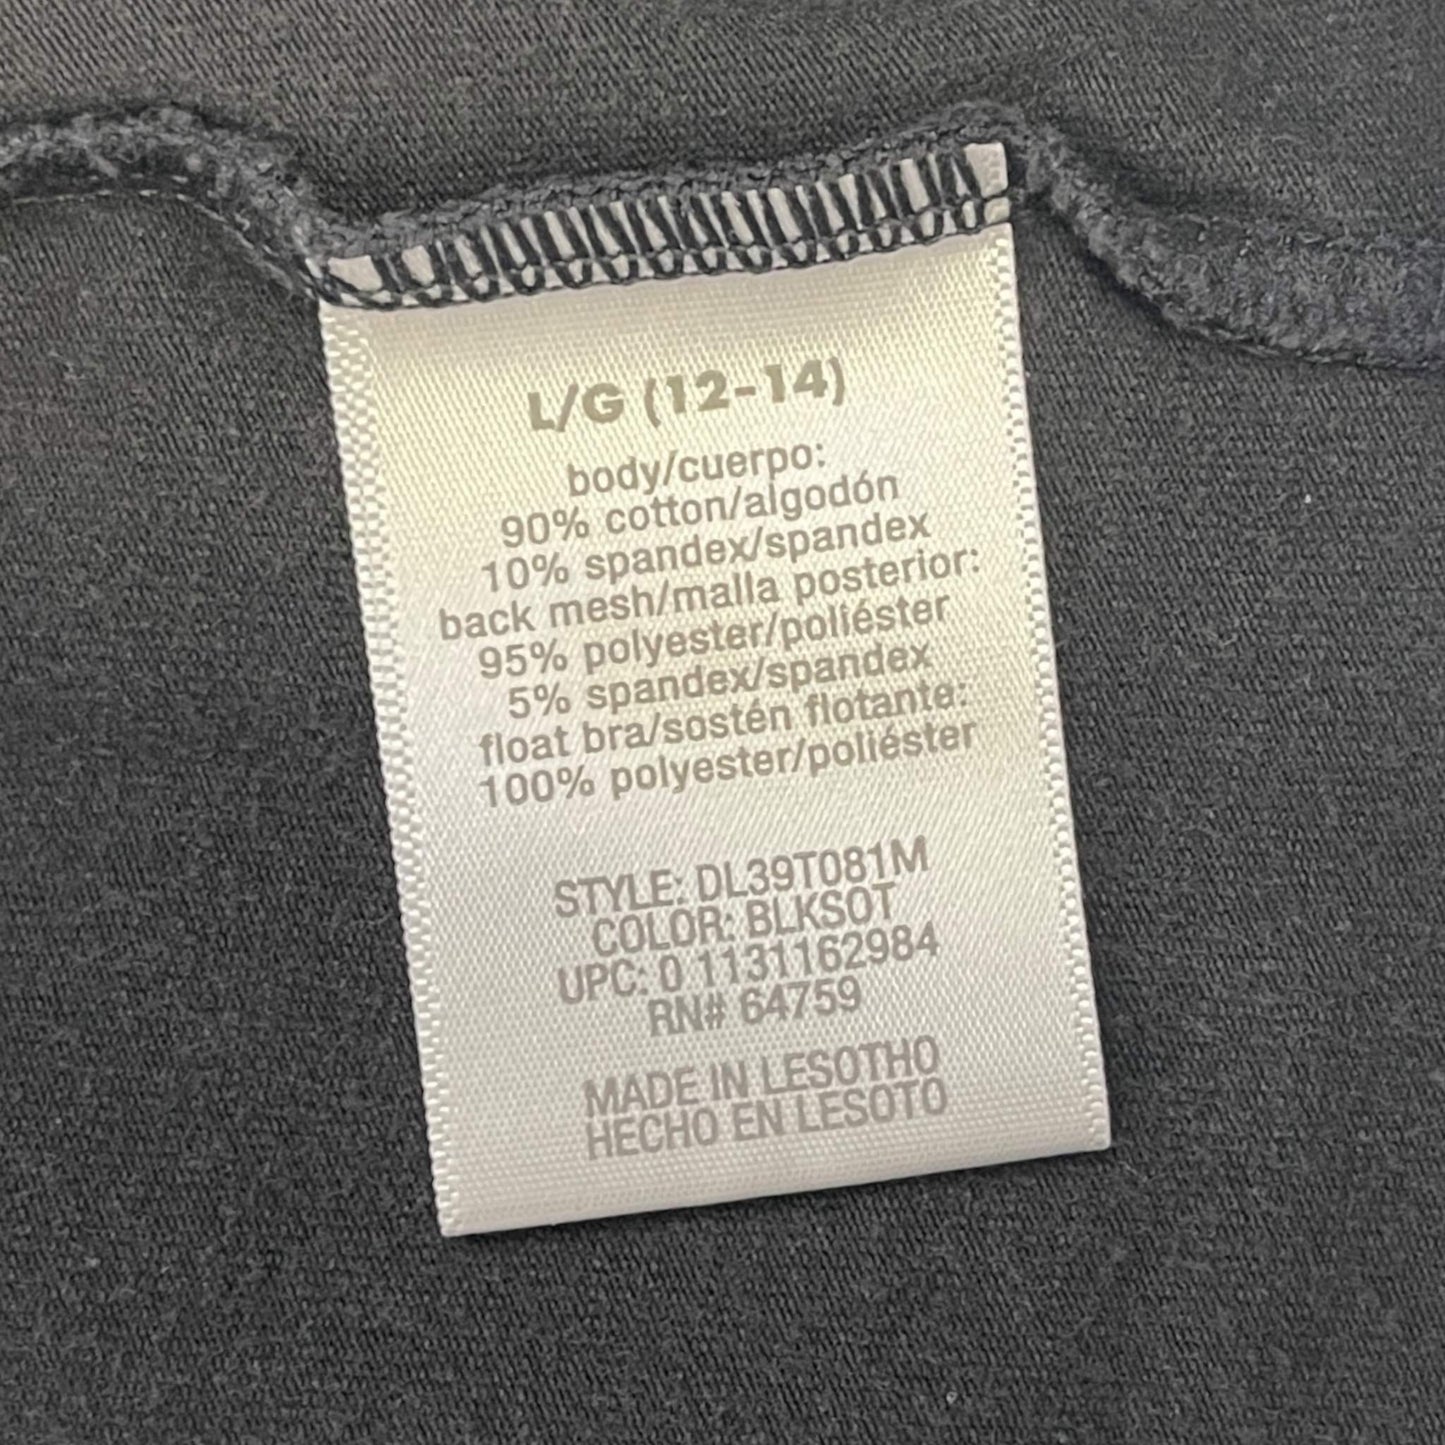 L/G (12-14)
body/cuerpo:
90% cotton/algodón
10% spandex/spandex
back mesh/malla posterior:
95% polyester/poliéster
5% spandex/spandex
float bra/sostén flotante:
100% polyester/poliéster
STYLE: DL39T081M
COLOR: BLKSOT
UPC: 0 1131162984
RN# 64759
MADE IN LESOTHO
HECHO EN LESOTO